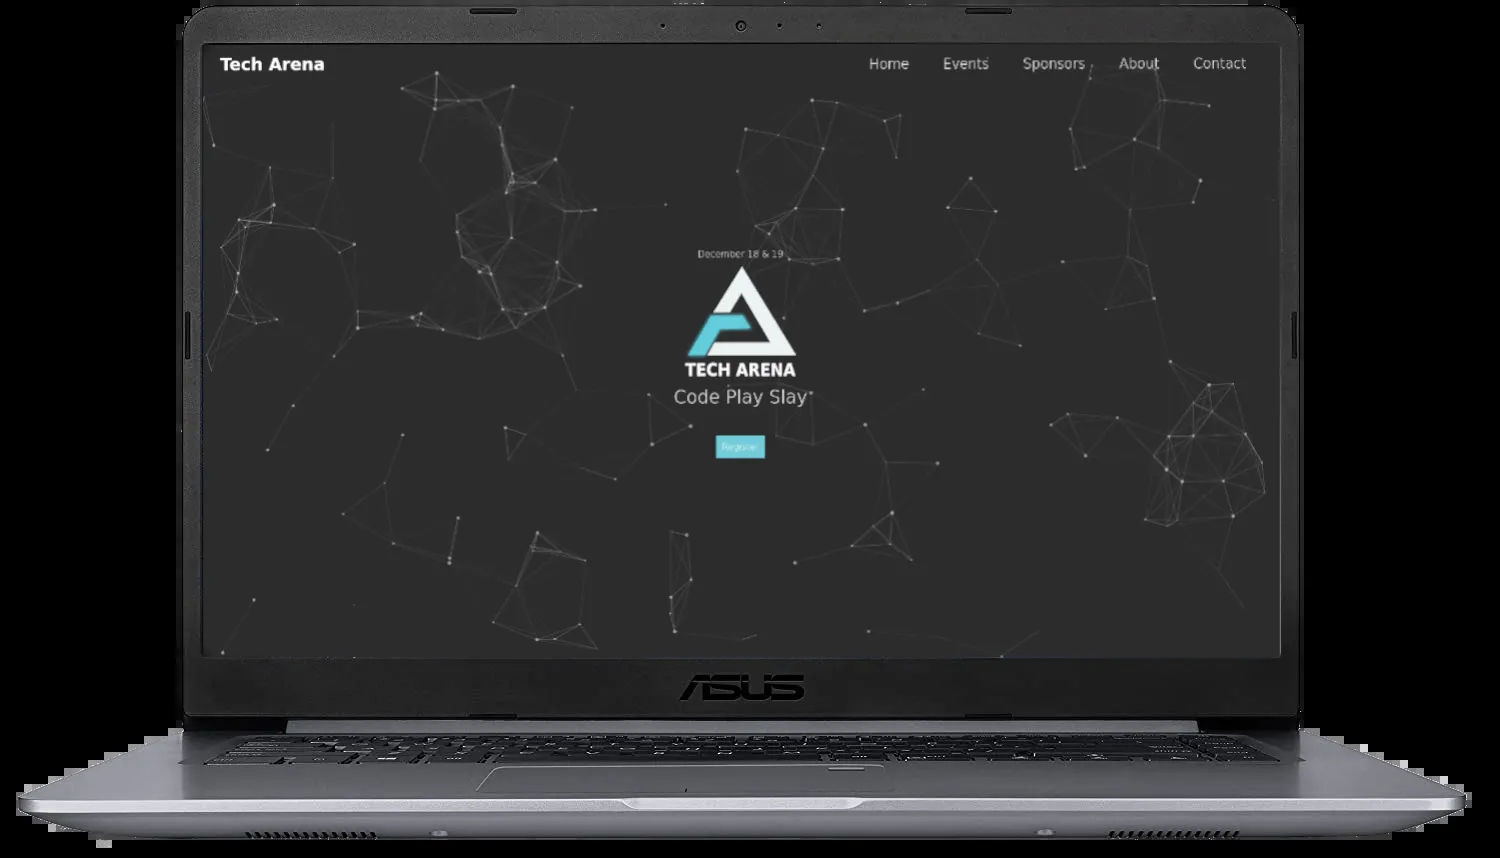 Tech Arena
Home Events Sponsors About Contact
December 18 & 19
TECH ARENA
Code Play Slay
Register
ASUS